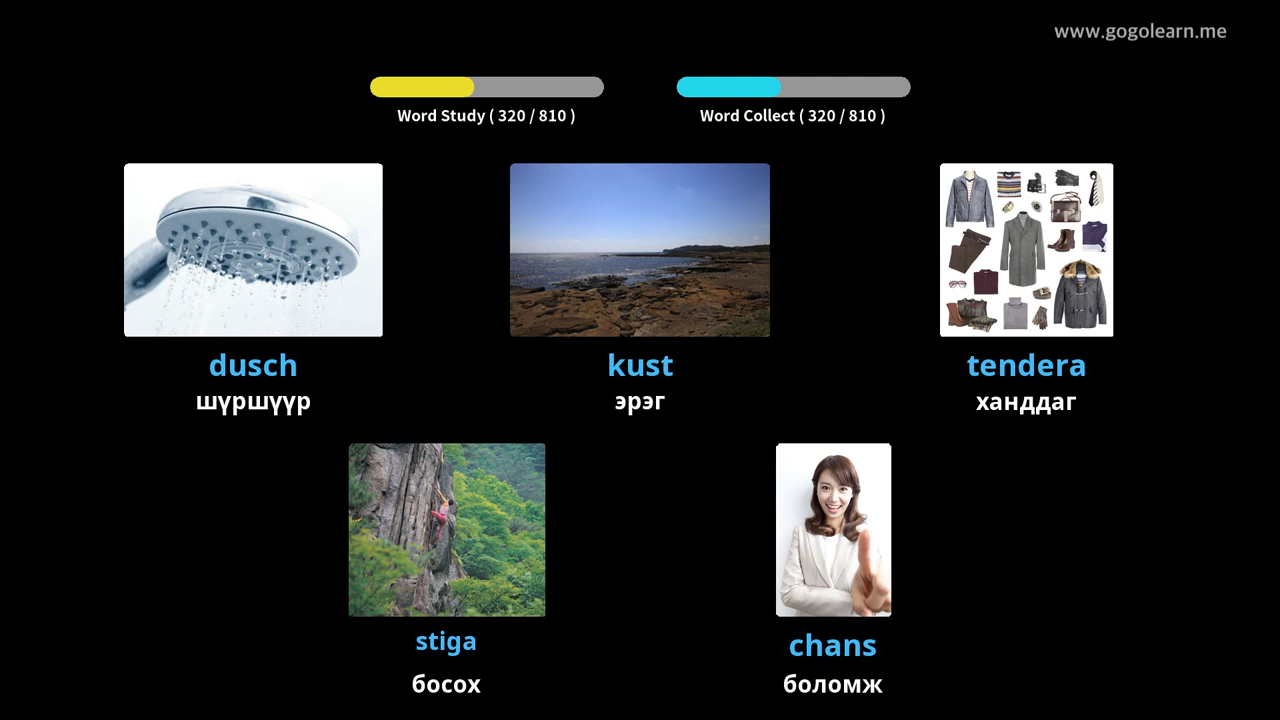 www.gogolearn.me
Word Study ( 320 / 810 )
Word Collect ( 320 / 810 )
dusch
шүршүүр
kust
эрэг
tendera
ханддаг
stiga
босох
chans
боломж